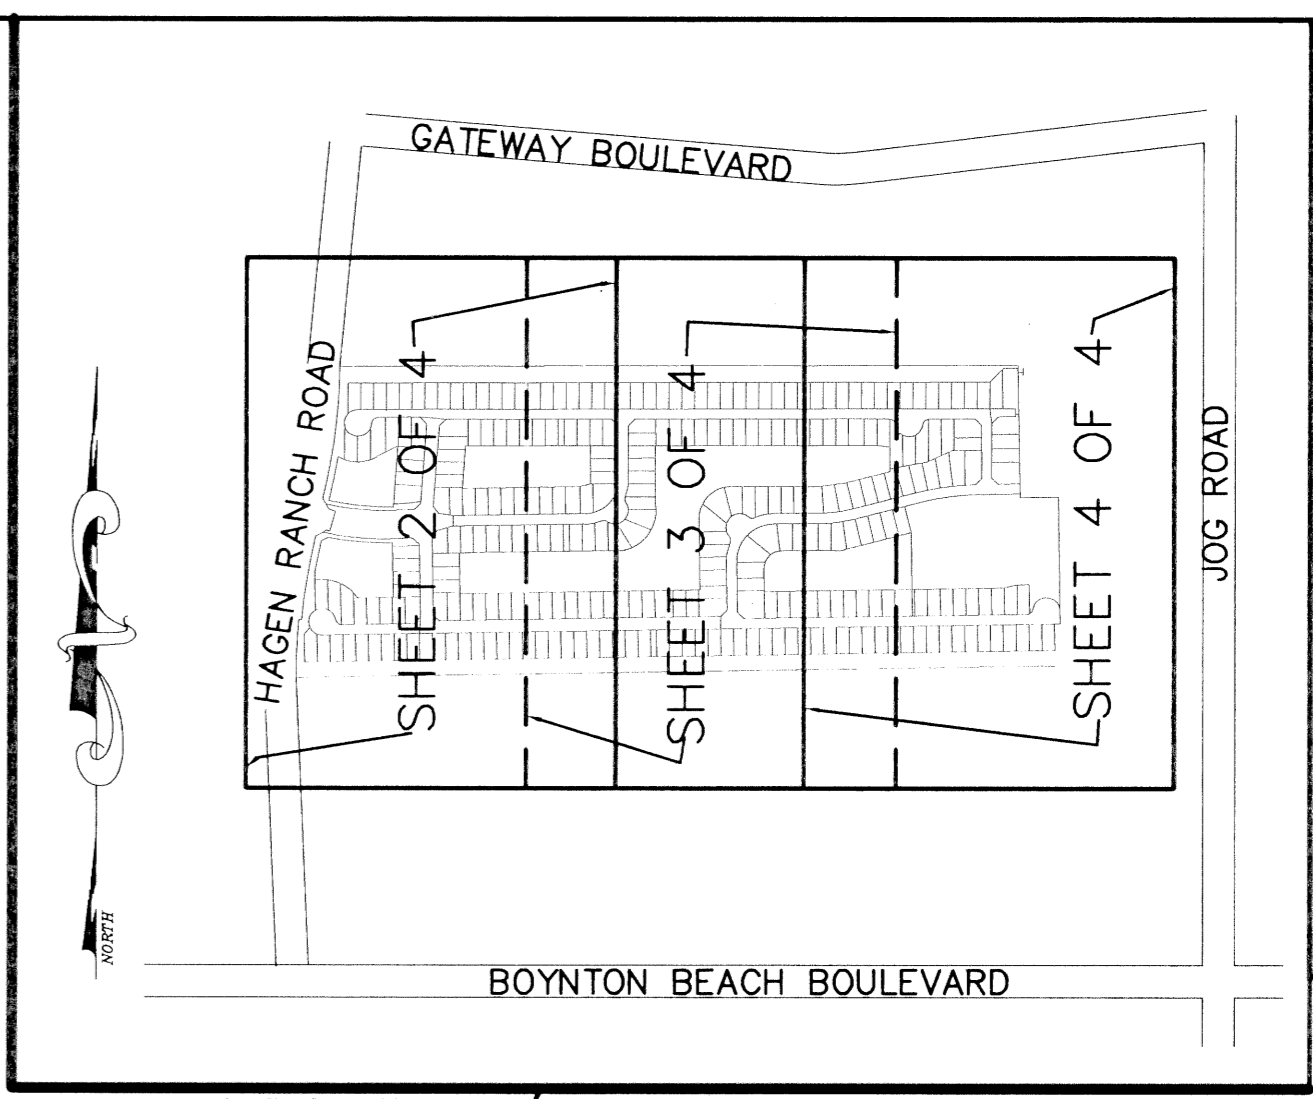 GATEWAY BOULEVARD
HAGEN RANCH ROAD
SHEET 2 OF 4
SHEET 3 OF 4
SHEET 4 OF 4
JOG ROAD
NORTH
BOYNTON BEACH BOULEVARD